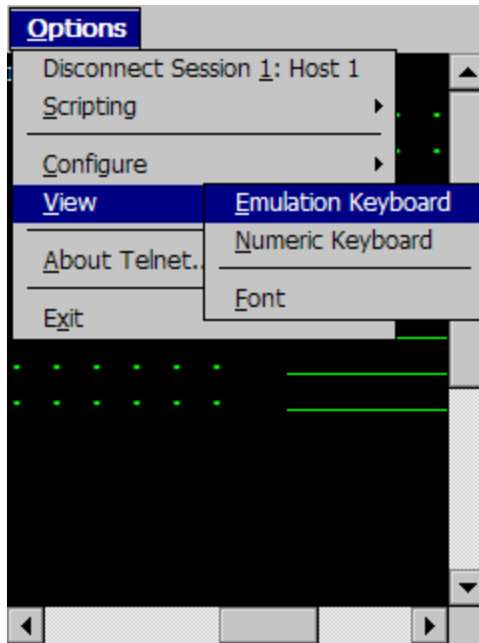 Options
Disconnect Session 1: Host 1
Scripting
Configure
View
Emulation Keyboard
Numeric Keyboard
About Telnet..
Font
Exit